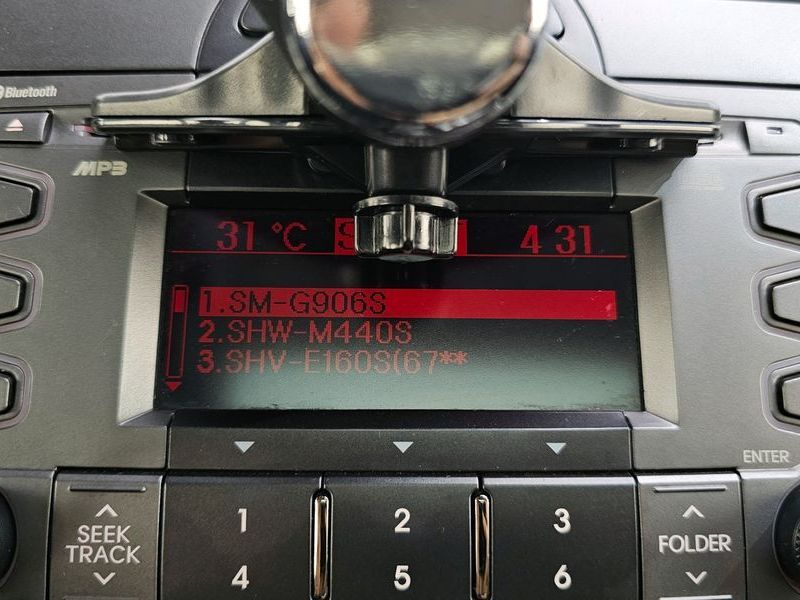 Bluetooth
MP3
31 °C
4 31
1.SM-G906S
2.SHW-M440S
3.SHV-E160S(67**
ENTER
SEEK
TRACK
1
2
3
FOLDER
4
5
6